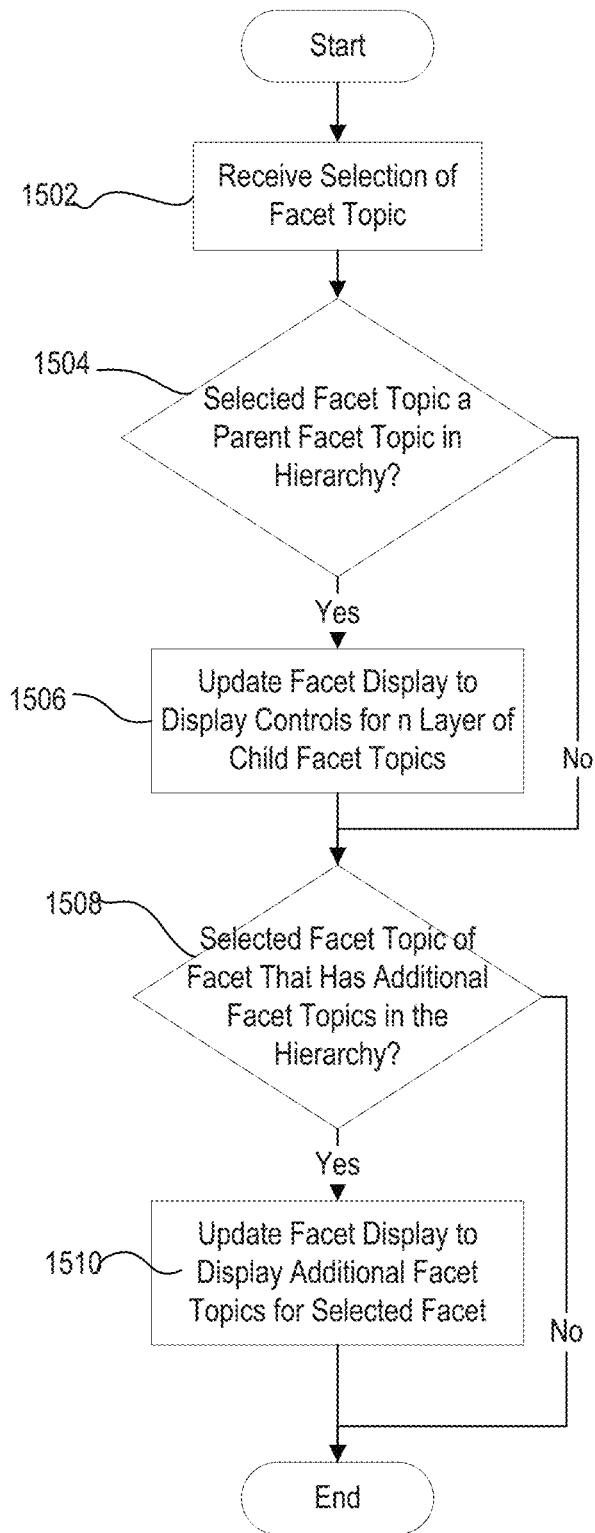 Start
1502
Receive Selection of
Facet Topic
1504
Selected Facet Topic a
Parent Facet Topic in
Hierarchy?
Yes
1506
Update Facet Display to
Display Controls for n Layer of
Child Facet Topics
No
1508
Selected Facet Topic of
Facet That Has Additional
Facet Topics in the
Hierarchy?
Yes
1510
Update Facet Display to
Display Additional Facet
Topics for Selected Facet
No
End